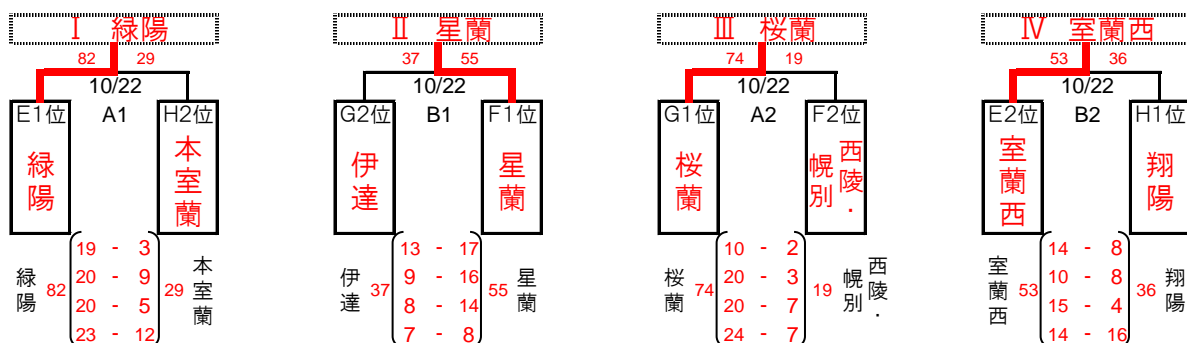 Ⅰ 緑陽
82 29
10/22
E1位 A1 H2位
緑陽
本室蘭
緑陽 82
19 - 3
20 - 9
20 - 5
23 - 12
29 本室蘭
Ⅱ 星蘭
37 55
10/22
G2位 B1 F1位
伊達
星蘭
伊達 37
13 - 17
9 - 16
8 - 14
7 - 8
55 星蘭
Ⅲ 桜蘭
74 19
10/22
G1位 A2 F2位
桜蘭
西陵・幌別
桜蘭 74
10 - 2
20 - 3
20 - 7
24 - 7
19 西陵・幌別
Ⅳ 室蘭西
53 36
10/22
E2位 B2 H1位
室蘭西
翔陽
室蘭西 53
14 - 8
10 - 8
15 - 4
14 - 16
36 翔陽